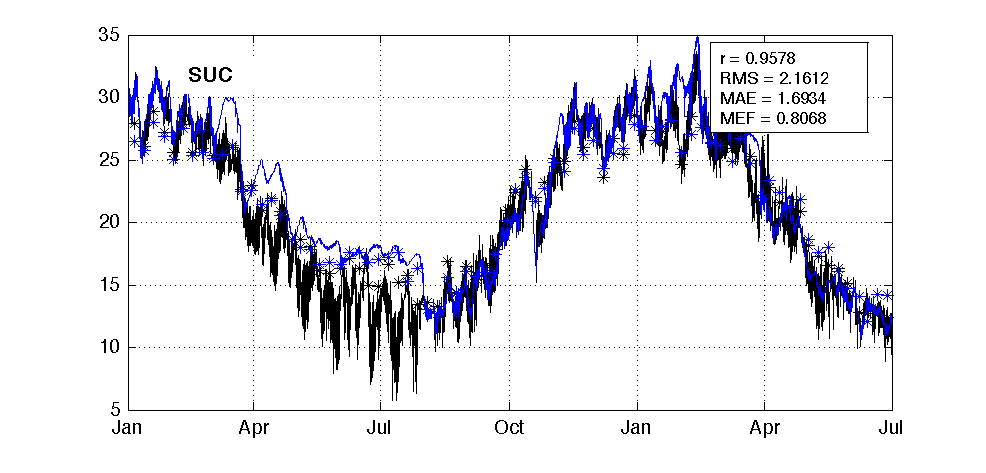 35
SUC
r = 0.9578
RMS = 2.1612
MAE = 1.6934
MEF = 0.8068
30
25
20
15
10
5
Jan Apr Jul Oct Jan Apr Jul